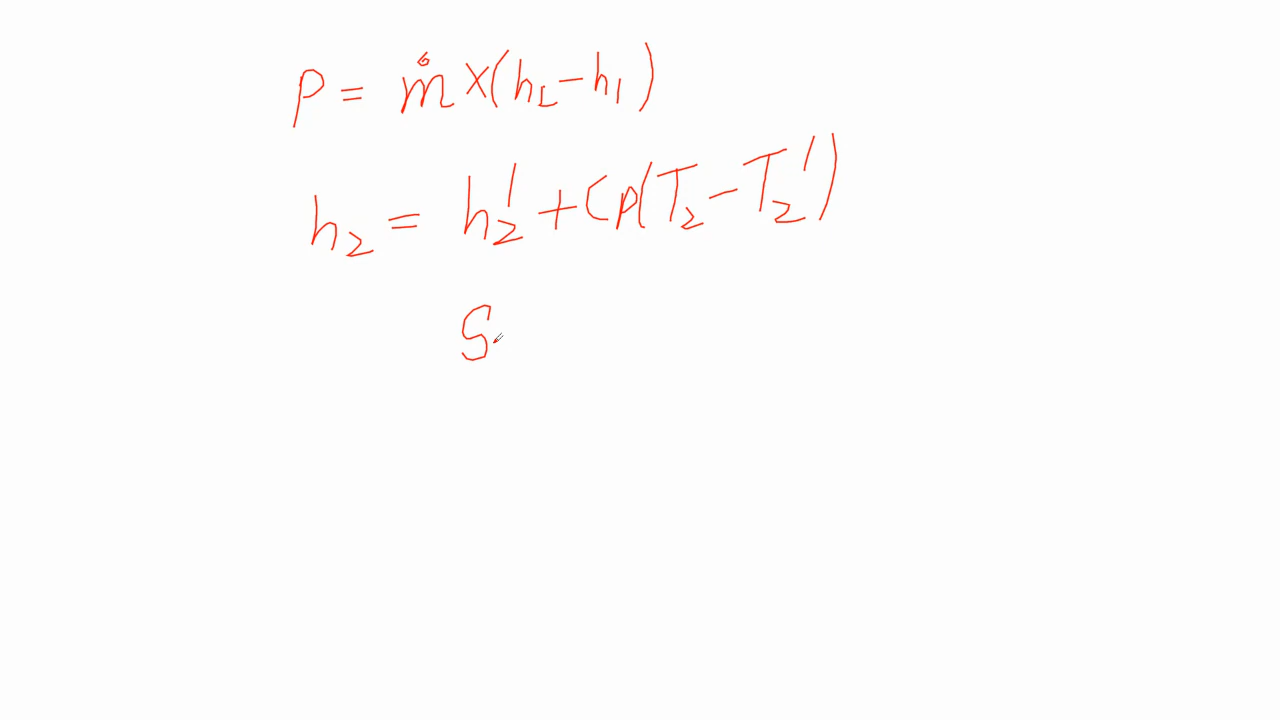 P = ṁ × (h₂ − h₁)
h₂ = h₂' + Cp(T₂ − T₂')
S